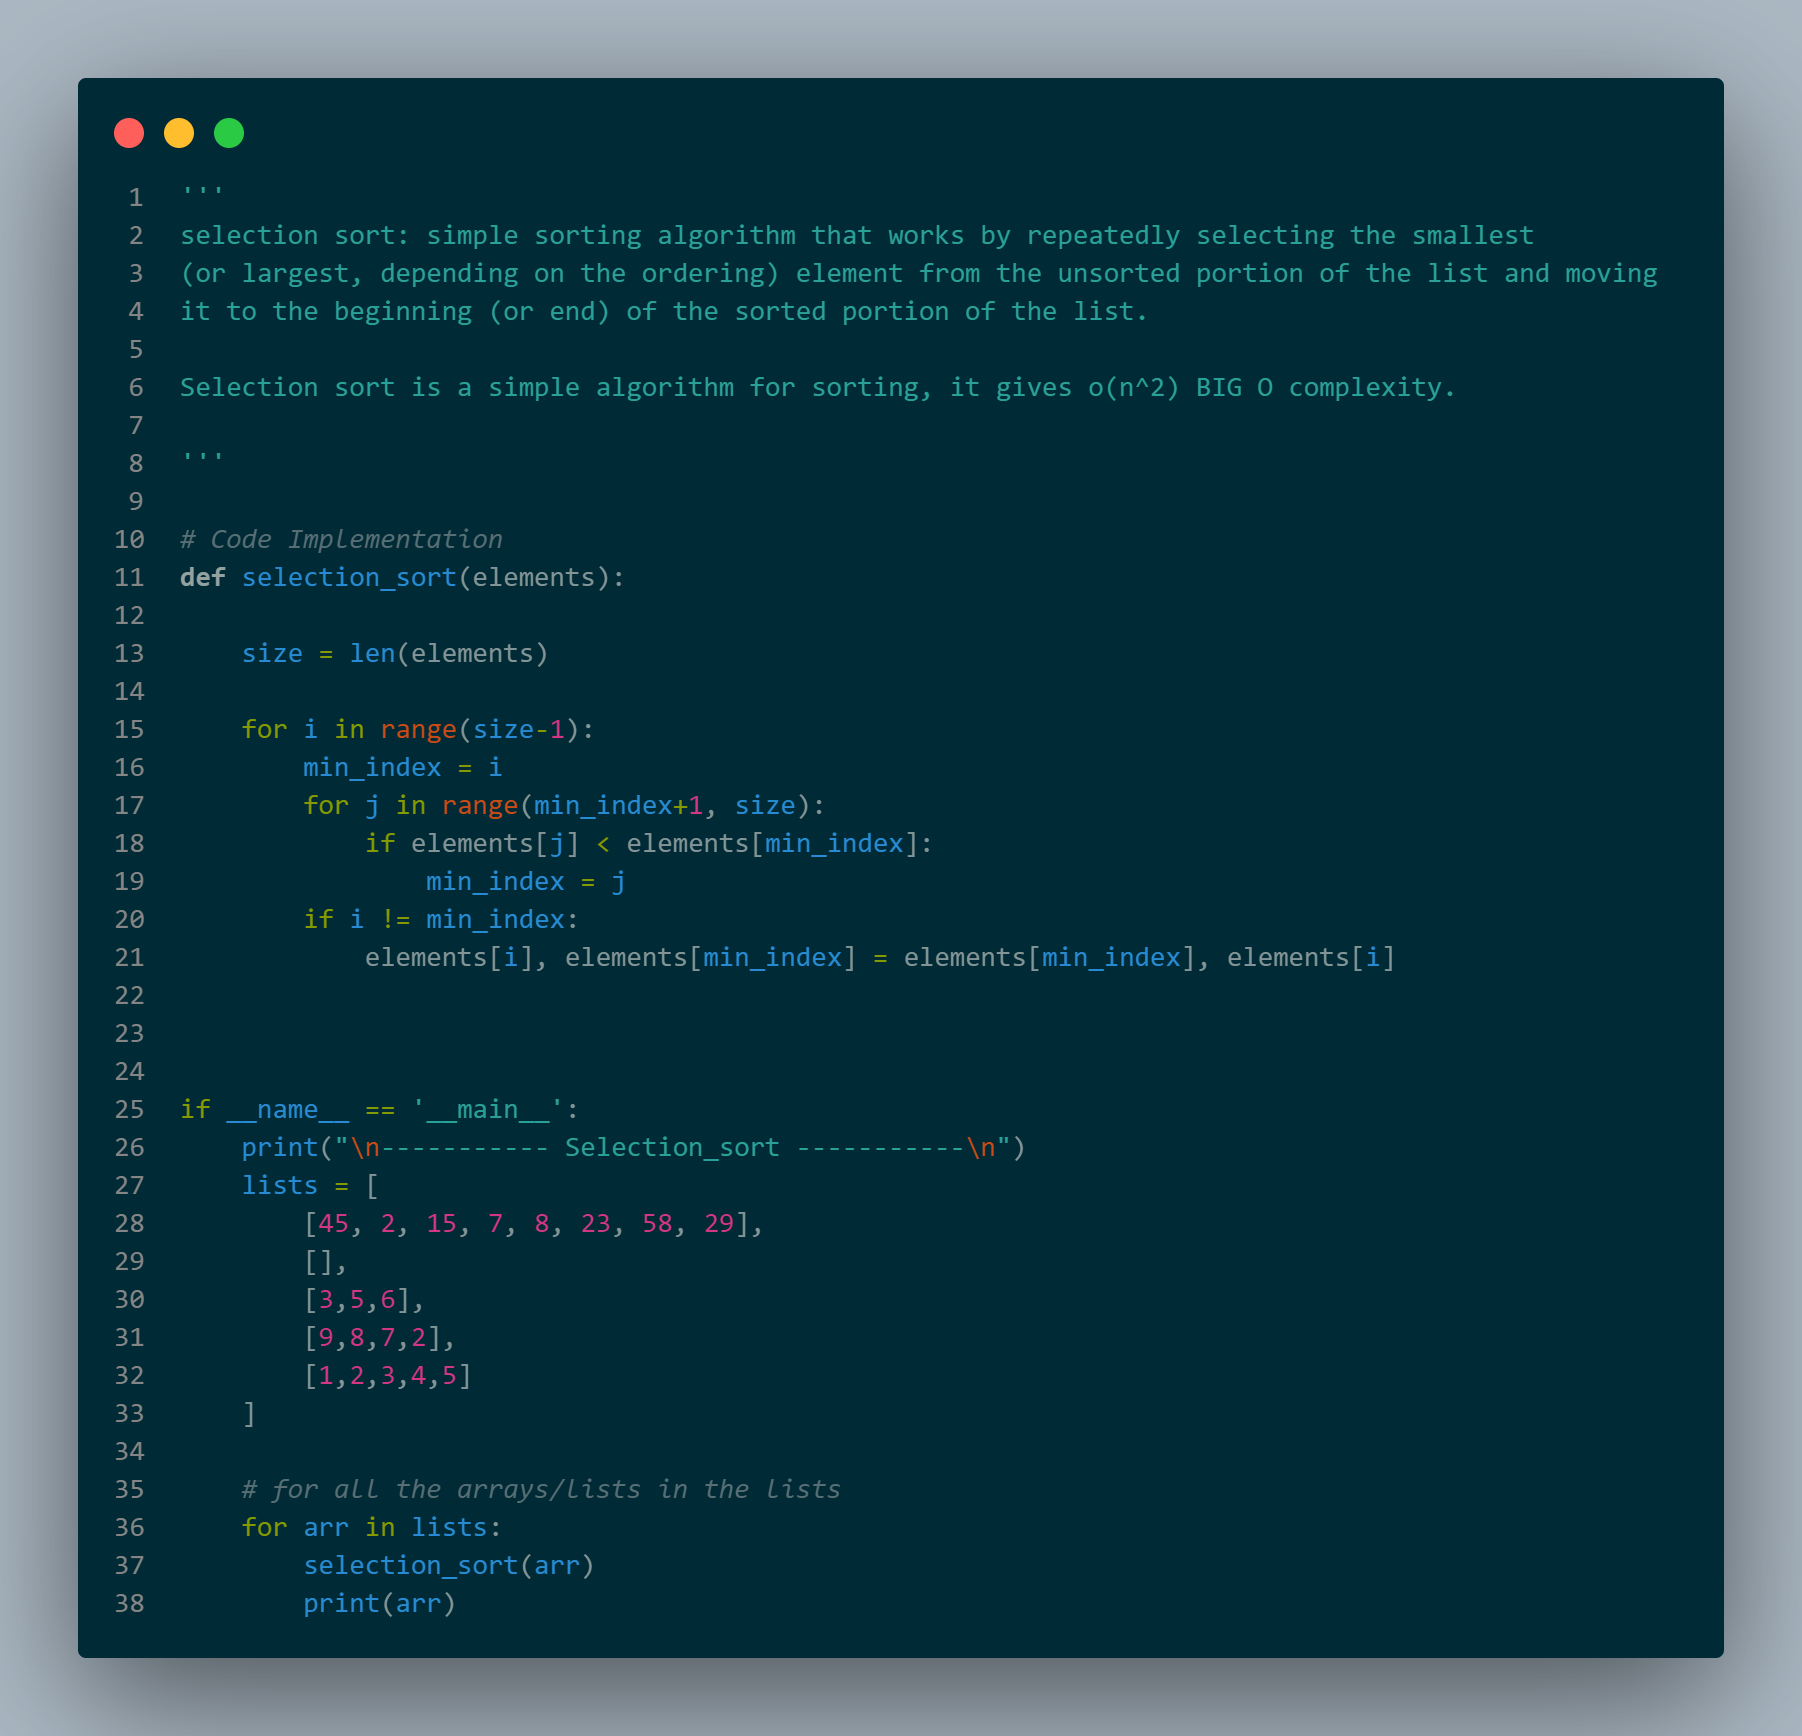 1 '''
2 selection sort: simple sorting algorithm that works by repeatedly selecting the smallest
3 (or largest, depending on the ordering) element from the unsorted portion of the list and moving
4 it to the beginning (or end) of the sorted portion of the list.
5
6 Selection sort is a simple algorithm for sorting, it gives o(n^2) BIG O complexity.
7
8 '''
9
10 # Code Implementation
11 def selection_sort(elements):
12
13     size = len(elements)
14
15     for i in range(size-1):
16         min_index = i
17         for j in range(min_index+1, size):
18             if elements[j] < elements[min_index]:
19                 min_index = j
20         if i != min_index:
21             elements[i], elements[min_index] = elements[min_index], elements[i]
22
23
24
25 if __name__ == '__main__':
26     print("\n----------- Selection_sort -----------\n")
27     lists = [
28         [45, 2, 15, 7, 8, 23, 58, 29],
29         [],
30         [3,5,6],
31         [9,8,7,2],
32         [1,2,3,4,5]
33     ]
34
35     # for all the arrays/lists in the lists
36     for arr in lists:
37         selection_sort(arr)
38         print(arr)